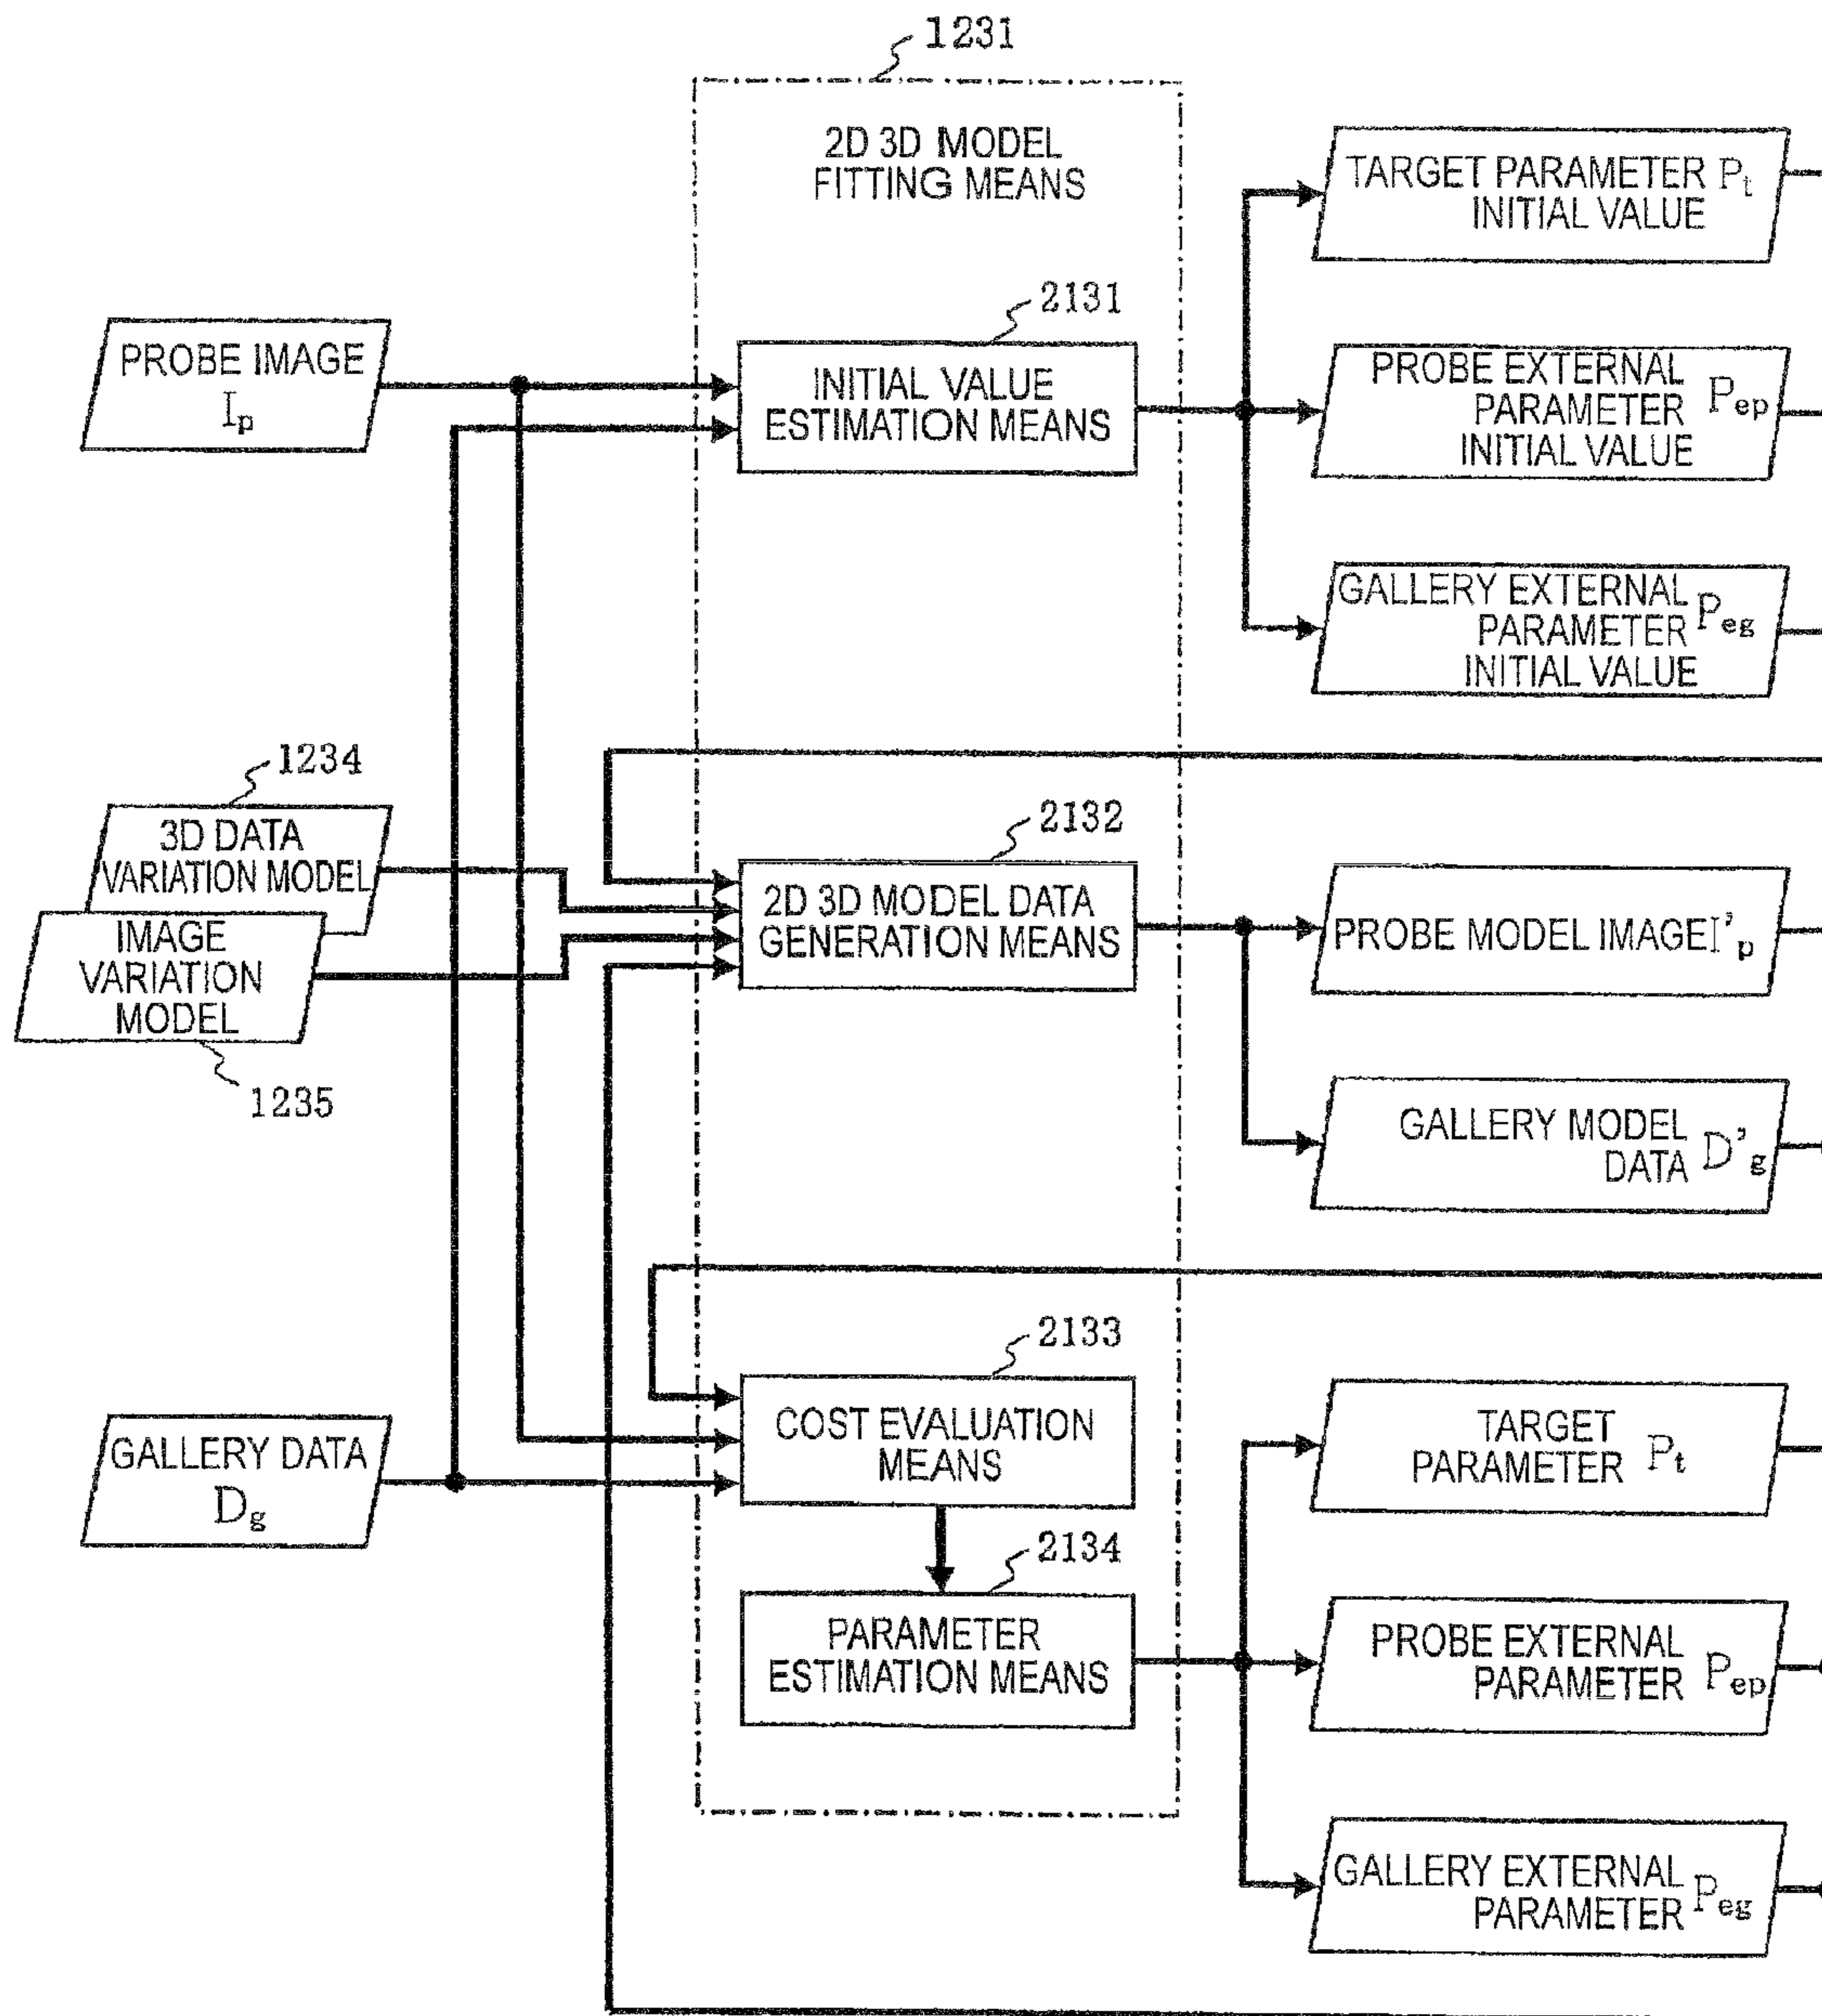 1231
2D 3D MODEL
FITTING MEANS
TARGET PARAMETER Pt
INITIAL VALUE
2131
PROBE IMAGE
Ip
INITIAL VALUE
ESTIMATION MEANS
PROBE EXTERNAL
PARAMETER Pep
INITIAL VALUE
GALLERY EXTERNAL
PARAMETER Peg
INITIAL VALUE
1234
3D DATA
VARIATION MODEL
IMAGE
VARIATION
MODEL
1235
2132
2D 3D MODEL DATA
GENERATION MEANS
PROBE MODEL IMAGE I'p
GALLERY MODEL
DATA D'g
2133
COST EVALUATION
MEANS
GALLERY DATA
Dg
TARGET
PARAMETER Pt
2134
PARAMETER
ESTIMATION MEANS
PROBE EXTERNAL
PARAMETER Pep
GALLERY EXTERNAL
PARAMETER Peg